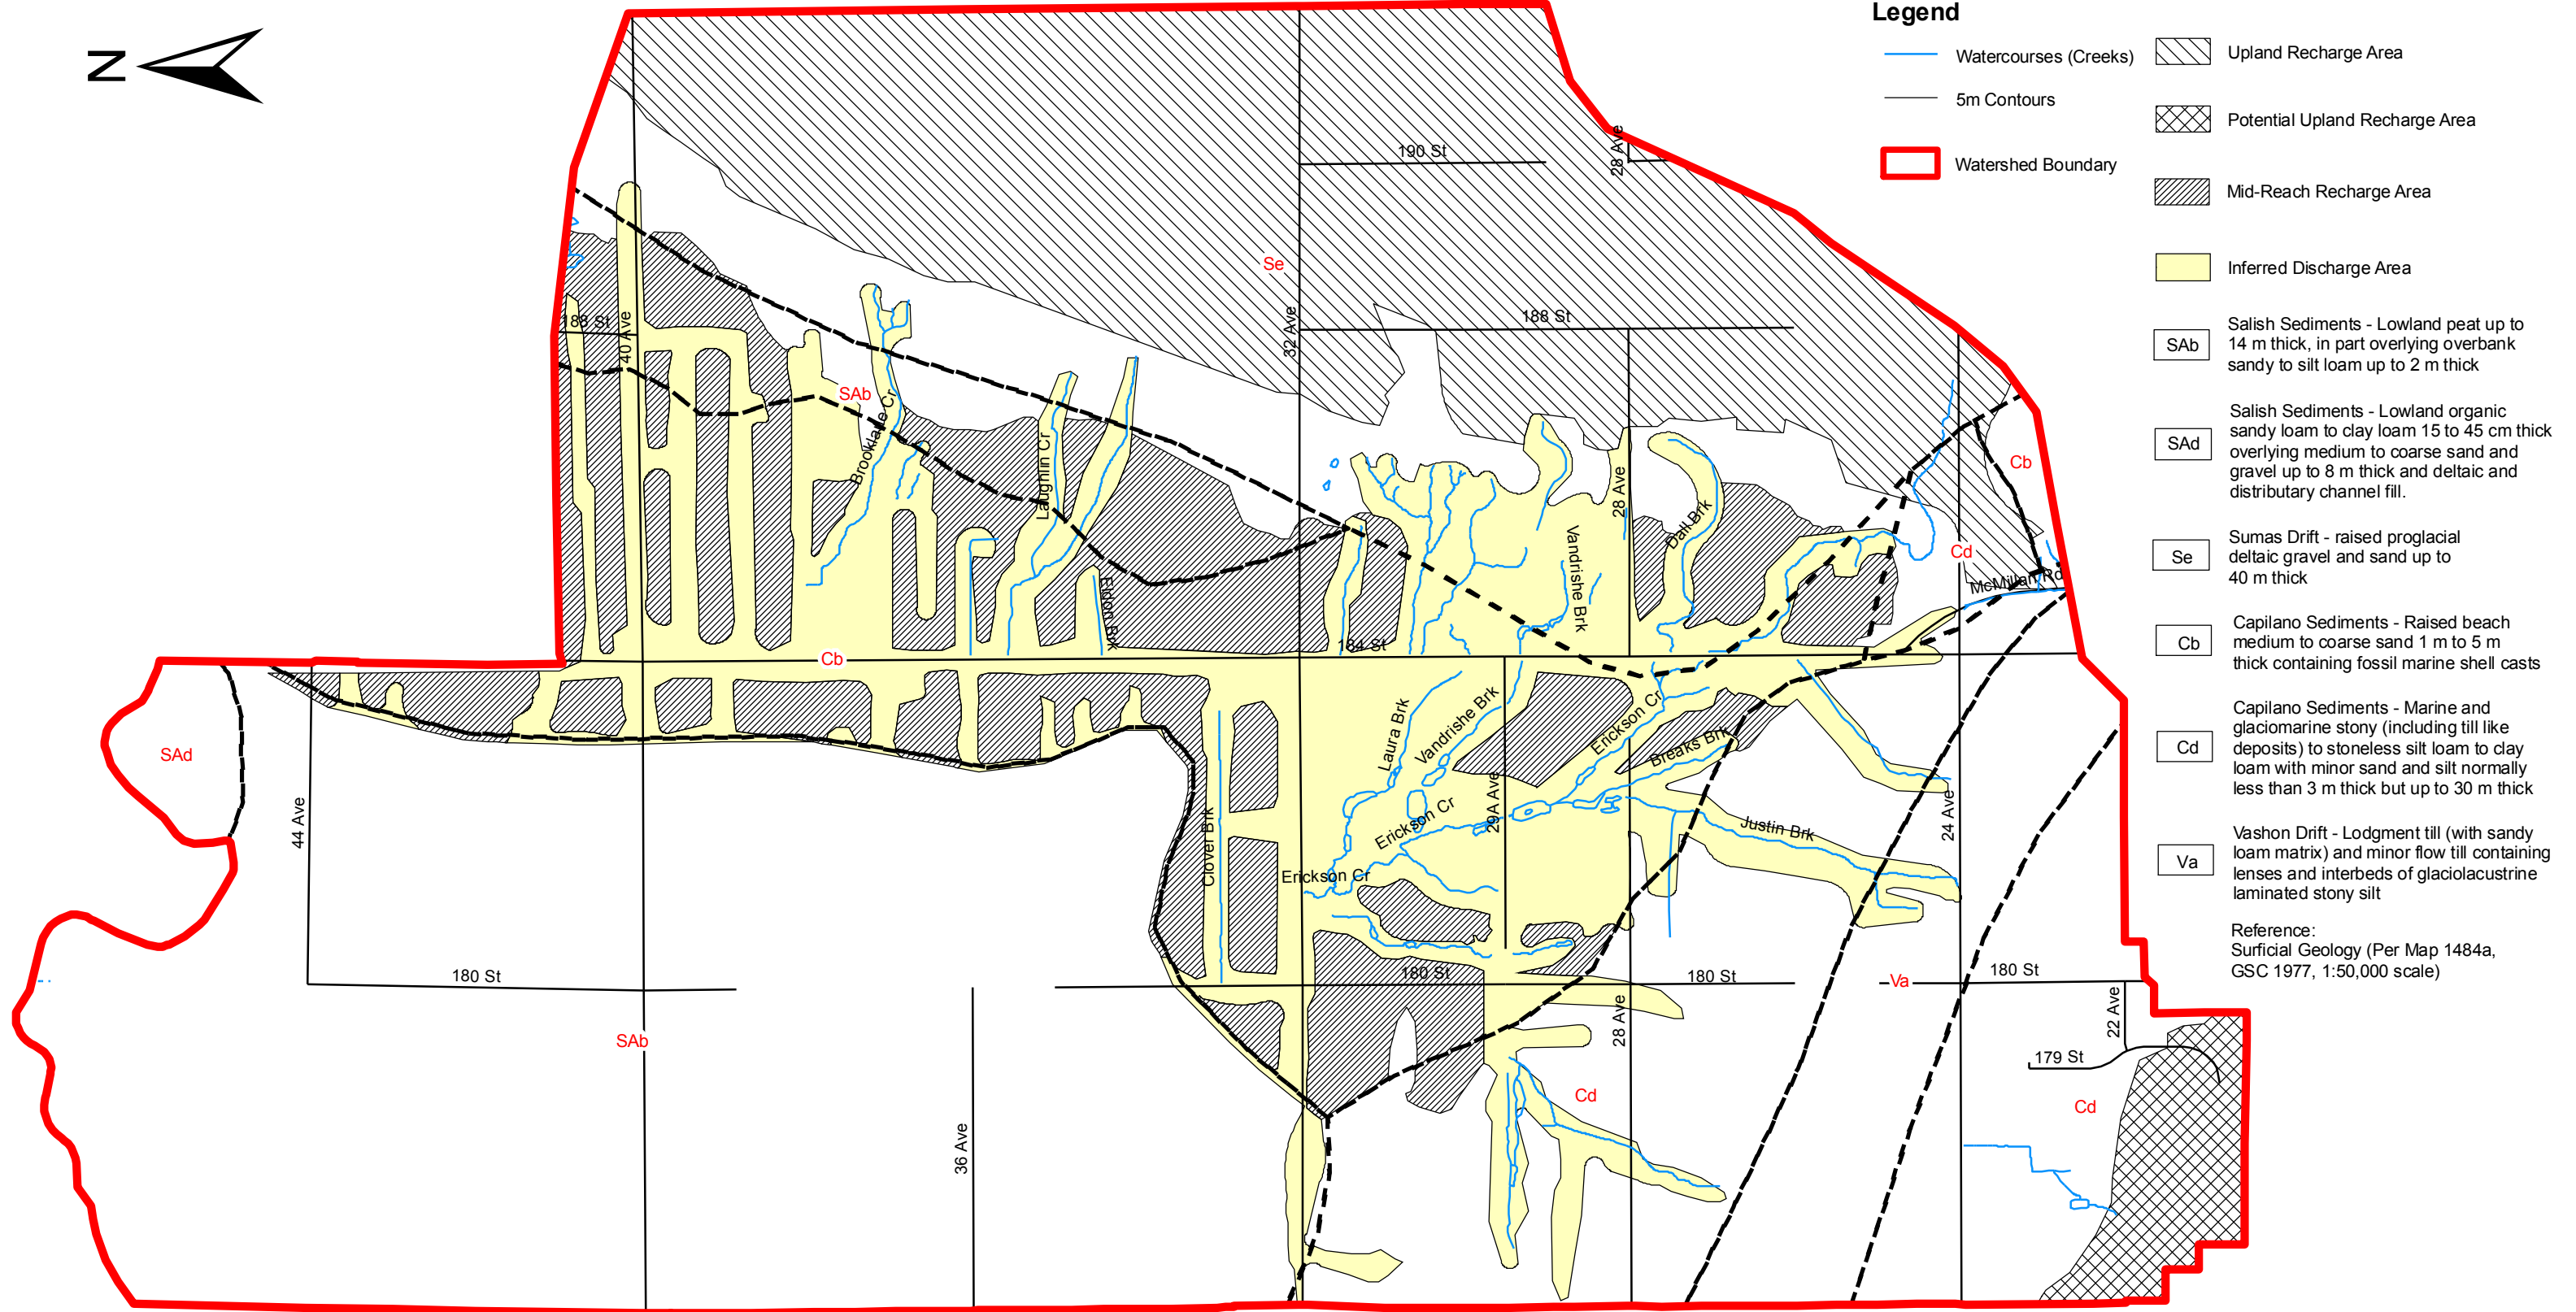 N
Legend
Watercourses (Creeks)
5m Contours
Watershed Boundary
Upland Recharge Area
Potential Upland Recharge Area
Mid-Reach Recharge Area
Inferred Discharge Area
SAb
Salish Sediments - Lowland peat up to
14 m thick, in part overlying overbank
sandy to silt loam up to 2 m thick
SAd
Salish Sediments - Lowland organic
sandy loam to clay loam 15 to 45 cm thick
overlying medium to coarse sand and
gravel up to 8 m thick and deltaic and
distributary channel fill.
Se
Sumas Drift - raised proglacial
deltaic gravel and sand up to
40 m thick
Cb
Capilano Sediments - Raised beach
medium to coarse sand 1 m to 5 m
thick containing fossil marine shell casts
Cd
Capilano Sediments - Marine and
glaciomarine stony (including till like
deposits) to stoneless silt loam to clay
loam with minor sand and silt normally
less than 3 m thick but up to 30 m thick
Va
Vashon Drift - Lodgment till (with sandy
loam matrix) and minor flow till containing
lenses and interbeds of glaciolacustrine
laminated stony silt
Reference:
Surficial Geology (Per Map 1484a,
GSC 1977, 1:50,000 scale)
190 St
28 Ave
Se
188 St
40 Ave
32 Ave
188 St
SAb
Brooklane Cr
Laughlin Cr
Eldon Brk
28 Ave
Dall Brk
Vandrishe Brk
Cb
Cd
McMillan Rd
184 St
Cb
SAd
44 Ave
Clover Brk
Laura Brk
Vandrishe Brk
Erickson Cr
Breaks Brk
29A Ave
Erickson Cr
Erickson Cr
Justin Brk
24 Ave
180 St
180 St
180 St
Va
180 St
22 Ave
179 St
28 Ave
SAb
36 Ave
Cd
Cd